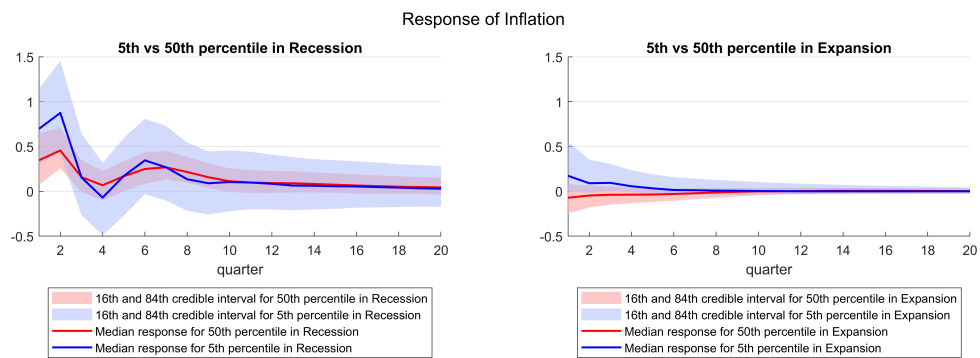 Response of Inflation
5th vs 50th percentile in Recession
1.5
1
0.5
0
-0.5
2 4 6 8 10 12 14 16 18 20
quarter
16th and 84th credible interval for 50th percentile in Recession
16th and 84th credible interval for 5th percentile in Recession
Median response for 50th percentile in Recession
Median response for 5th percentile in Recession
5th vs 50th percentile in Expansion
1.5
1
0.5
0
-0.5
2 4 6 8 10 12 14 16 18 20
quarter
16th and 84th credible interval for 50th percentile in Expansion
16th and 84th credible interval for 5th percentile in Expansion
Median response for 50th percentile in Expansion
Median response for 5th percentile in Expansion